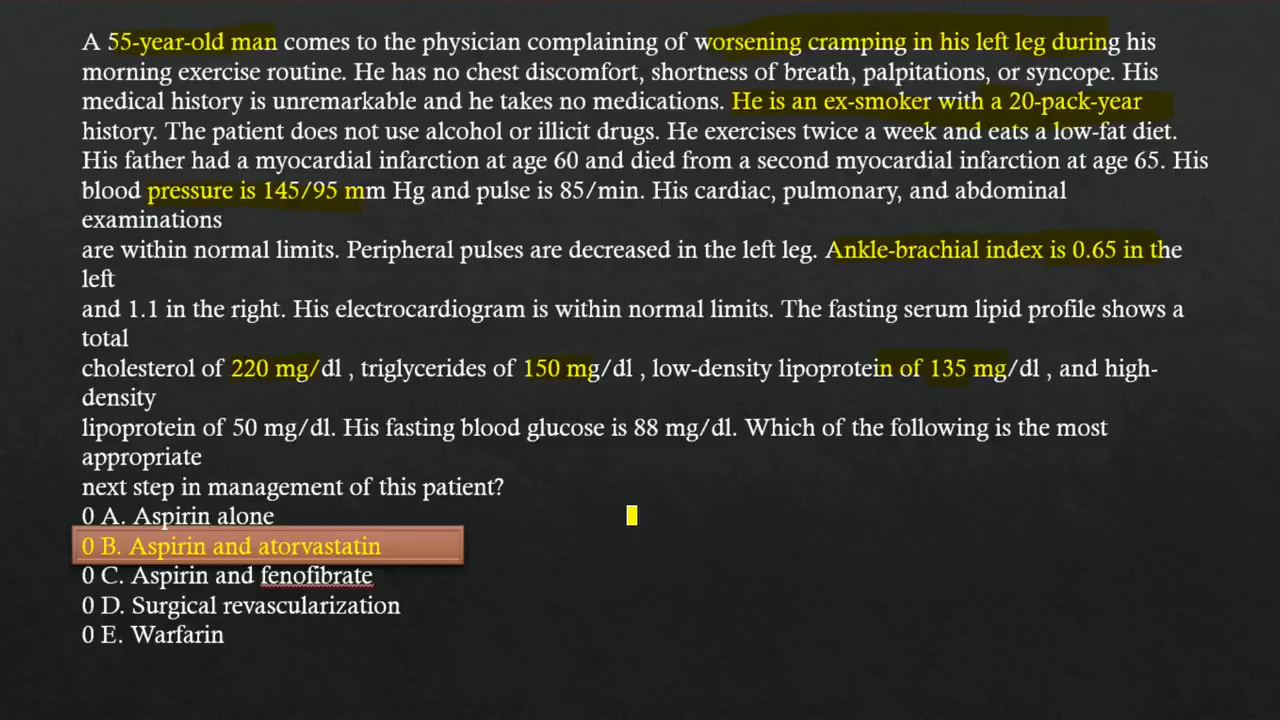 A 55-year-old man comes to the physician complaining of worsening cramping in his left leg during his
morning exercise routine. He has no chest discomfort, shortness of breath, palpitations, or syncope. His
medical history is unremarkable and he takes no medications. He is an ex-smoker with a 20-pack-year
history. The patient does not use alcohol or illicit drugs. He exercises twice a week and eats a low-fat diet.
His father had a myocardial infarction at age 60 and died from a second myocardial infarction at age 65. His
blood pressure is 145/95 mm Hg and pulse is 85/min. His cardiac, pulmonary, and abdominal
examinations
are within normal limits. Peripheral pulses are decreased in the left leg. Ankle-brachial index is 0.65 in the
left
and 1.1 in the right. His electrocardiogram is within normal limits. The fasting serum lipid profile shows a
total
cholesterol of 220 mg/dl , triglycerides of 150 mg/dl , low-density lipoprotein of 135 mg/dl , and high-
density
lipoprotein of 50 mg/dl. His fasting blood glucose is 88 mg/dl. Which of the following is the most
appropriate
next step in management of this patient?
0 A. Aspirin alone
0 B. Aspirin and atorvastatin
0 C. Aspirin and fenofibrate
0 D. Surgical revascularization
0 E. Warfarin